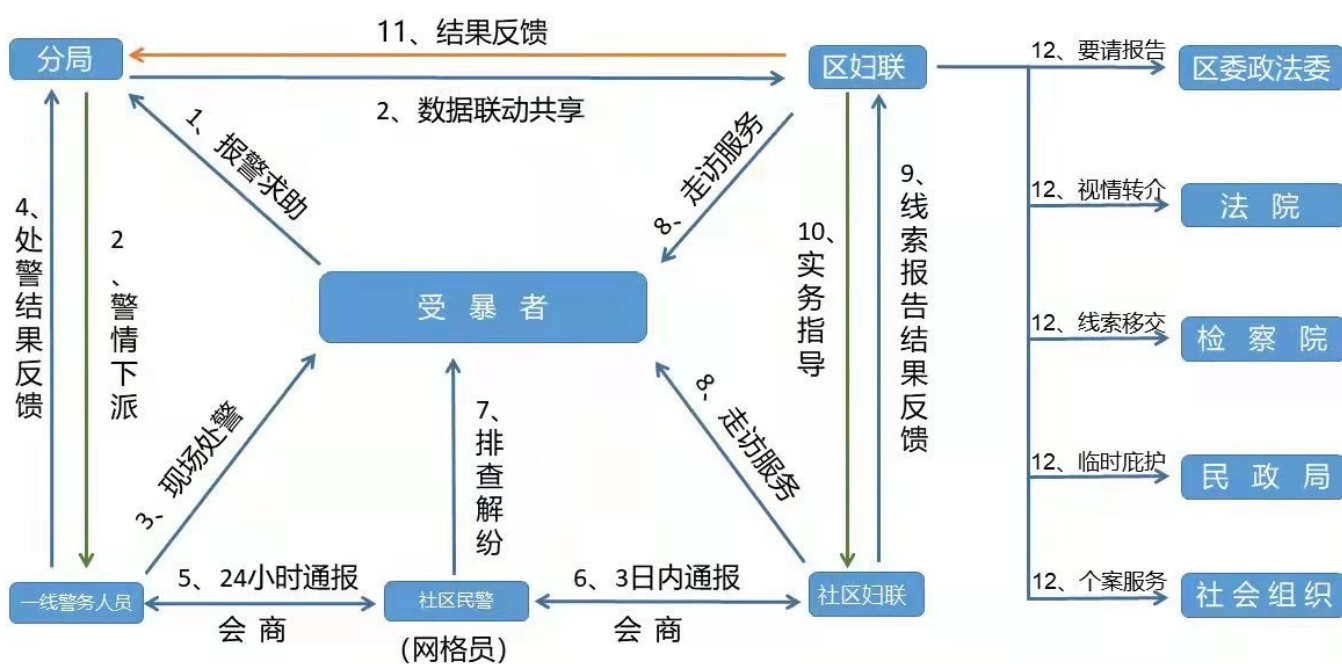 11、结果反馈
分局
区妇联
12、要请报告
区委政法委
2、数据联动共享
1、报警求助
8、走访服务
4、处警结果反馈
2、警情下派
10、实务指导
9、线索报告结果反馈
12、视情转介
法 院
受 暴 者
12、线索移交
检 察 院
3、现场处警
7、排查解纷
8、走访服务
12、临时庇护
民 政 局
5、24小时通报
6、3日内通报
一线警务人员
社区民警
社区妇联
12、个案服务
社会组织
会 商
会 商
(网格员)